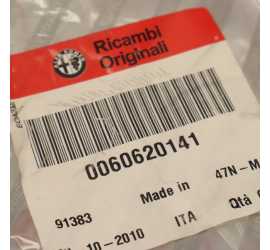 Ricambi
Originali
0060620141
Made in
47N-M
91383
10-2010
ITA
Qtà